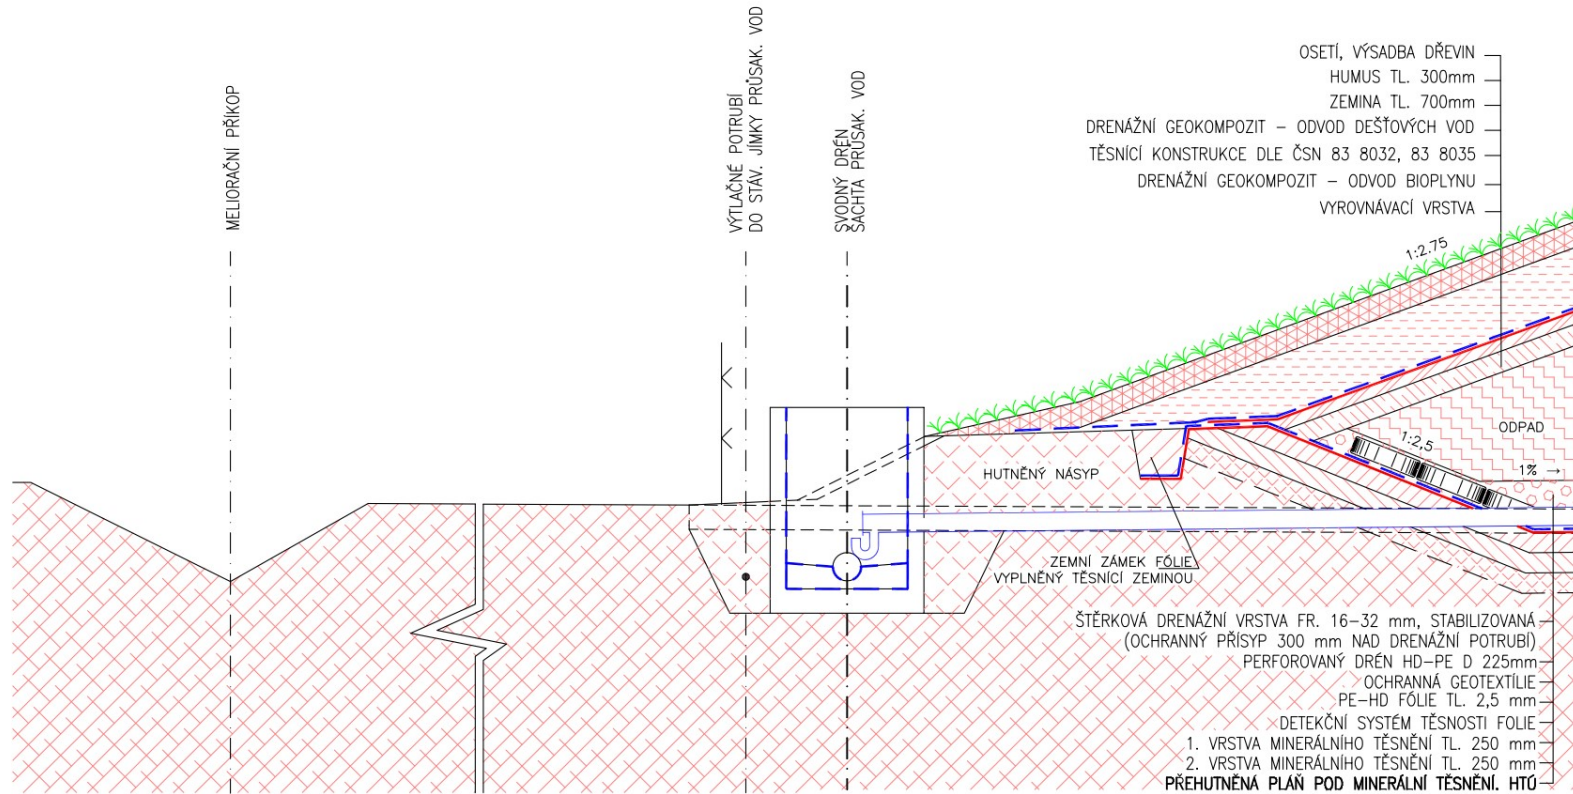 MELIORAČNÍ PŘÍKOP
VÝTLAČNÉ POTRUBÍ
DO STÁV. JÍMKY PRŮSAK. VOD
SVODNÝ DRÉN
ŠACHTA PRŮSAK. VOD
OSETÍ, VÝSADBA DŘEVIN
HUMUS TL. 300mm
ZEMINA TL. 700mm
DRENÁŽNÍ GEOKOMPOZIT – ODVOD DEŠŤOVÝCH VOD
TĚSNÍCÍ KONSTRUKCE DLE ČSN 83 8032, 83 8035
DRENÁŽNÍ GEOKOMPOZIT – ODVOD BIOPLYNU
VYROVNÁVACÍ VRSTVA
1:2.75
ODPAD
1:2,5
1% →
HUTNĚNÝ NÁSYP
ZEMNÍ ZÁMEK FÓLIE
VYPLNĚNÝ TĚSNÍCÍ ZEMINOU
ŠTĚRKOVÁ DRENÁŽNÍ VRSTVA FR. 16–32 mm, STABILIZOVANÁ
(OCHRANNÝ PŘÍSYP 300 mm NAD DRENÁŽNÍ POTRUBÍ)
PERFOROVANÝ DRÉN HD–PE D 225mm
OCHRANNÁ GEOTEXTÍLIE
PE–HD FÓLIE TL. 2,5 mm
DETEKČNÍ SYSTÉM TĚSNOSTI FOLIE
1. VRSTVA MINERÁLNÍHO TĚSNĚNÍ TL. 250 mm
2. VRSTVA MINERÁLNÍHO TĚSNĚNÍ TL. 250 mm
PŘEHUTNĚNÁ PLÁŇ POD MINERÁLNÍ TĚSNĚNÍ, HTÚ